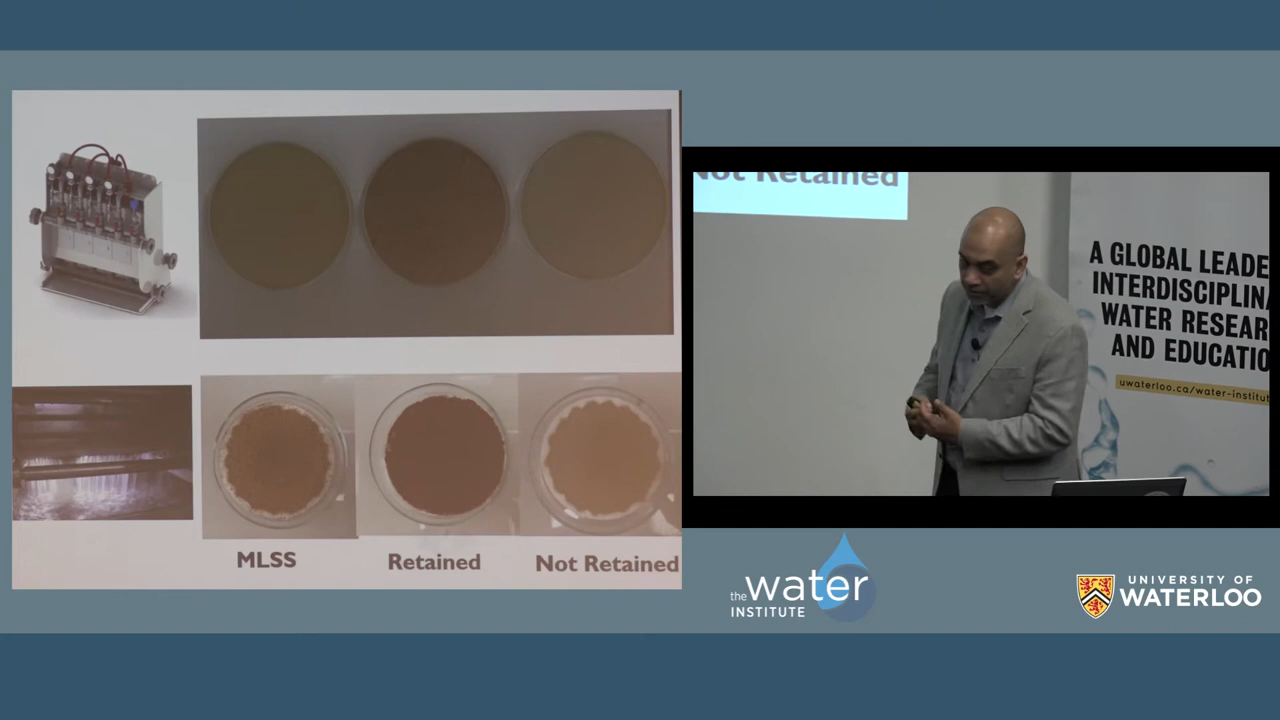 MLSS
Retained
Not Retained
Not Retained
A GLOBAL LEADE
INTERDISCIPLINA
WATER RESEAR
AND EDUCATIO
uwaterloo.ca/water-institut
the water
INSTITUTE
UNIVERSITY OF
WATERLOO